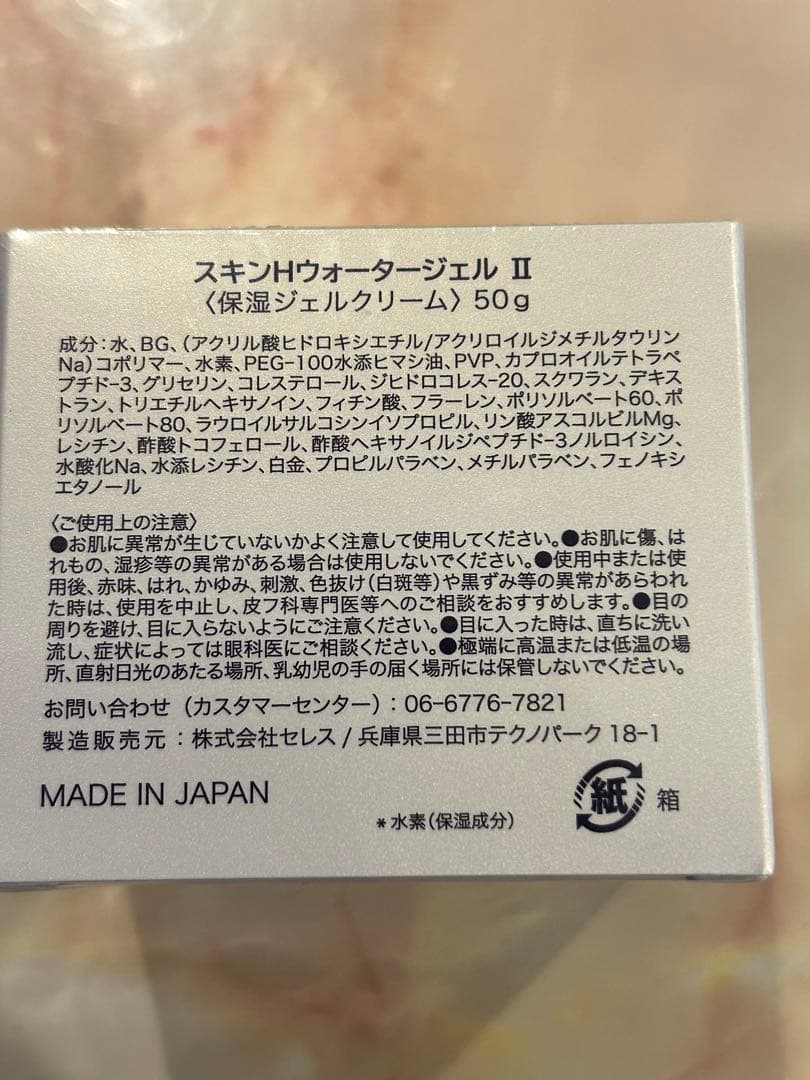 スキンHウォータージェル Ⅱ
〈保湿ジェルクリーム〉50g
成分：水、BG、（アクリル酸ヒドロキシエチル/アクリロイルジメチルタウリン
Na）コポリマー、水素、PEG-100水添ヒマシ油、PVP、カプロオイルテトラペ
プチド-3、グリセリン、コレステロール、ジヒドロコレス-20、スクワラン、デキス
トラン、トリエチルヘキサノイン、フィチン酸、フラーレン、ポリソルベート60、ポ
リソルベート80、ラウロイルサルコシンイソプロピル、リン酸アスコルビルMg、
レシチン、酢酸トコフェロール、酢酸ヘキサノイルジペプチド-3ノルロイシン、
水酸化Na、水添レシチン、白金、プロピルパラベン、メチルパラベン、フェノキシ
エタノール
〈ご使用上の注意〉
●お肌に異常が生じていないかよく注意して使用してください。●お肌に傷、は
れもの、湿疹等の異常がある場合は使用しないでください。●使用中または使
用後、赤味、はれ、かゆみ、刺激、色抜け（白斑等）や黒ずみ等の異常があらわれ
た時は、使用を中止し、皮フ科専門医等へのご相談をおすすめします。●目の
周りを避け、目に入らないようにご注意ください。●目に入った時は、直ちに洗い
流し、症状によっては眼科医にご相談ください。●極端に高温または低温の場
所、直射日光のあたる場所、乳幼児の手の届く場所には保管しないでください。
お問い合わせ（カスタマーセンター）：06-6776-7821
製造販売元：株式会社セレス / 兵庫県三田市テクノパーク 18-1
MADE IN JAPAN
紙 箱
＊水素（保湿成分）